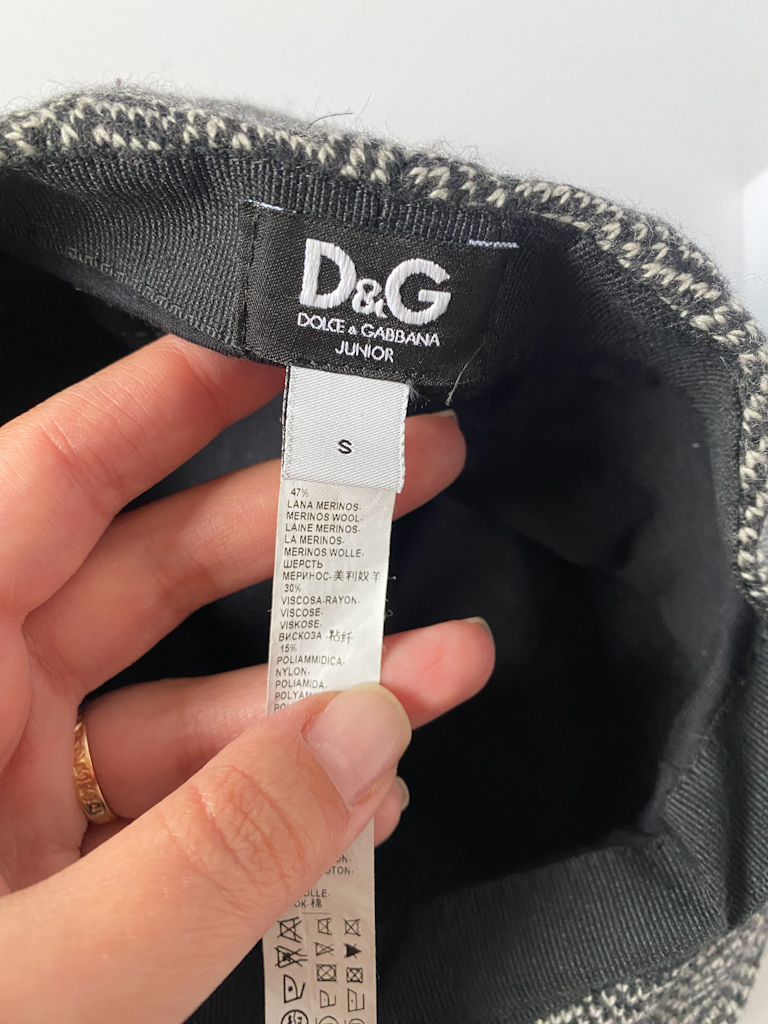 D&G
DOLCE & GABBANA
JUNIOR
S
47%
LANA MERINOS-
MERINOS WOOL-
LAINE MERINOS-
LA MERINOS-
MERINOS WOLLE-
ШЕРСТЬ
МЕРИНОС-美利奴羊
30%
VISCOSA-RAYON-
VISCOSE-
VISKOSE-
ВИСКОЗА -粘纤
15%
POLIAMMIDICA-
NYLON-
POLIAMIDA-